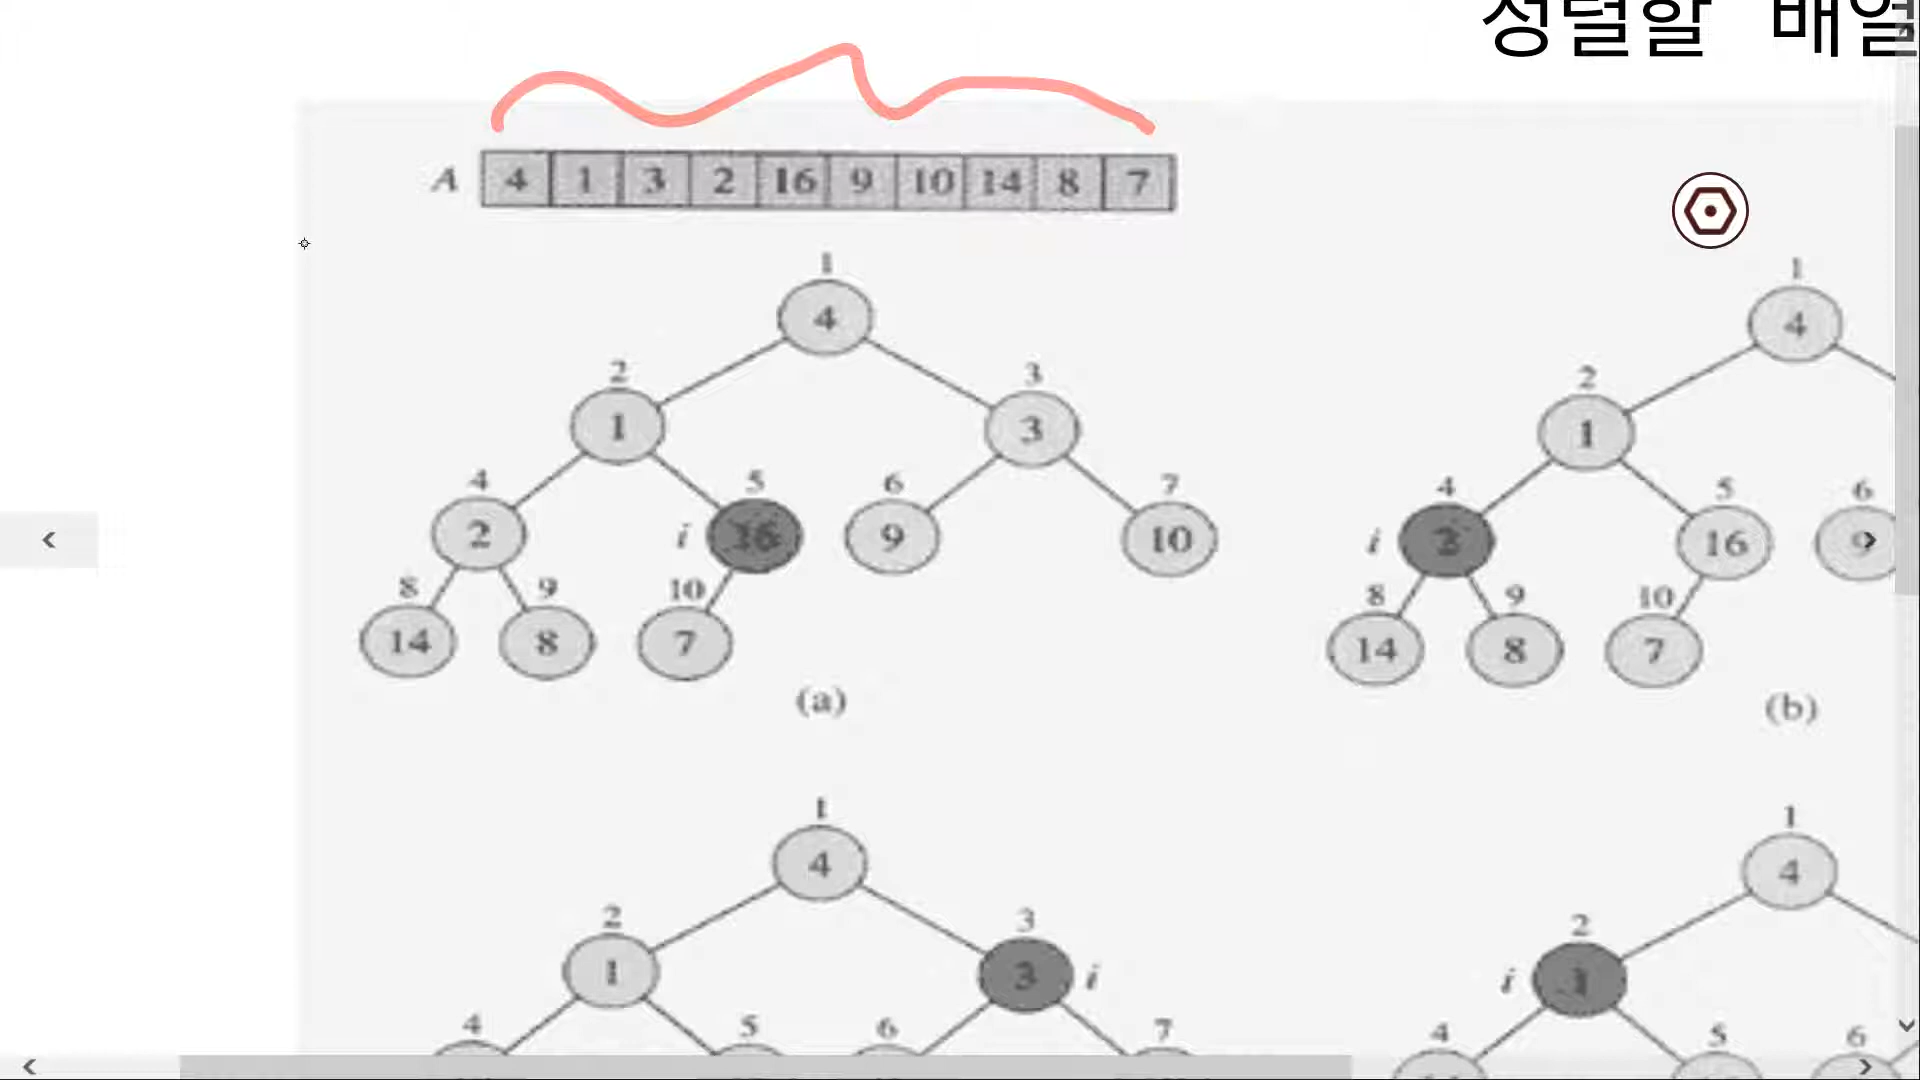 정렬할 배열
A 4 1 3 2 16 9 10 14 8 7
1 1
4 4
2 3 2
1 3 1
4 5 6 7 4 5 6
2 i 16 9 10 i 2 16 9
8 9 10 8 9 10
14 8 7 14 8 7
(a) (b)
1 1
4 4
2 3 2
1 3 i i 1
4 5 6 7 4 5 6